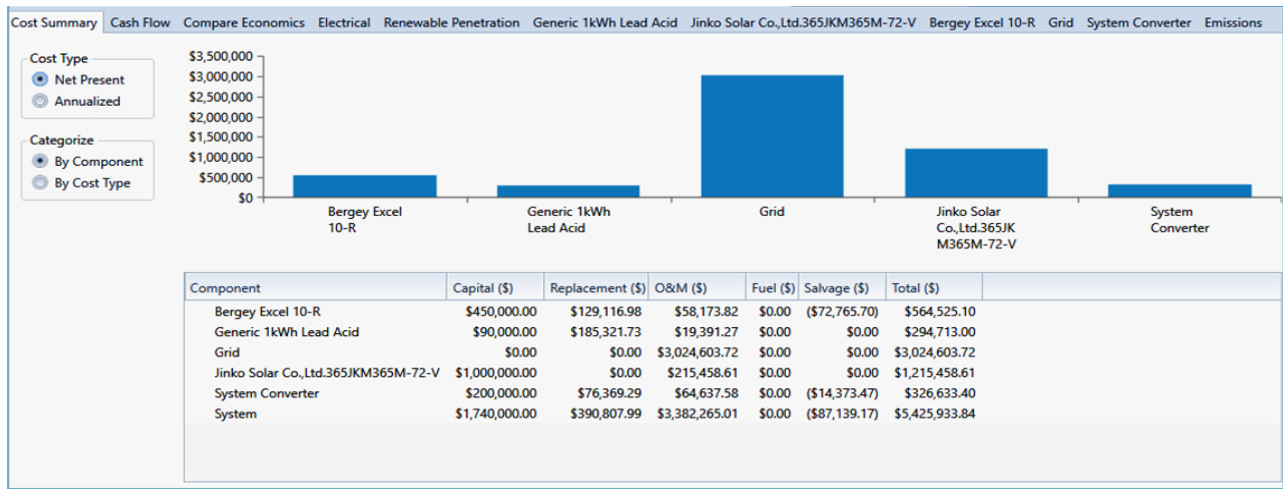 Cost Summary Cash Flow Compare Economics Electrical Renewable Penetration Generic 1kWh Lead Acid Jinko Solar Co.,Ltd.365JKM365M-72-V Bergey Excel 10-R Grid System Converter Emissions
Cost Type
Net Present
Annualized
Categorize
By Component
By Cost Type
$3,500,000
$3,000,000
$2,500,000
$2,000,000
$1,500,000
$1,000,000
$500,000
$0
Bergey Excel
10-R
Generic 1kWh
Lead Acid
Grid
Jinko Solar
Co.,Ltd.365JK
M365M-72-V
System
Converter
Component Capital ($) Replacement ($) O&M ($) Fuel ($) Salvage ($) Total ($)
Bergey Excel 10-R $450,000.00 $129,116.98 $58,173.82 $0.00 ($72,765.70) $564,525.10
Generic 1kWh Lead Acid $90,000.00 $185,321.73 $19,391.27 $0.00 $0.00 $294,713.00
Grid $0.00 $0.00 $3,024,603.72 $0.00 $0.00 $3,024,603.72
Jinko Solar Co.,Ltd.365JKM365M-72-V $1,000,000.00 $0.00 $215,458.61 $0.00 $0.00 $1,215,458.61
System Converter $200,000.00 $76,369.29 $64,637.58 $0.00 ($14,373.47) $326,633.40
System $1,740,000.00 $390,807.99 $3,382,265.01 $0.00 ($87,139.17) $5,425,933.84